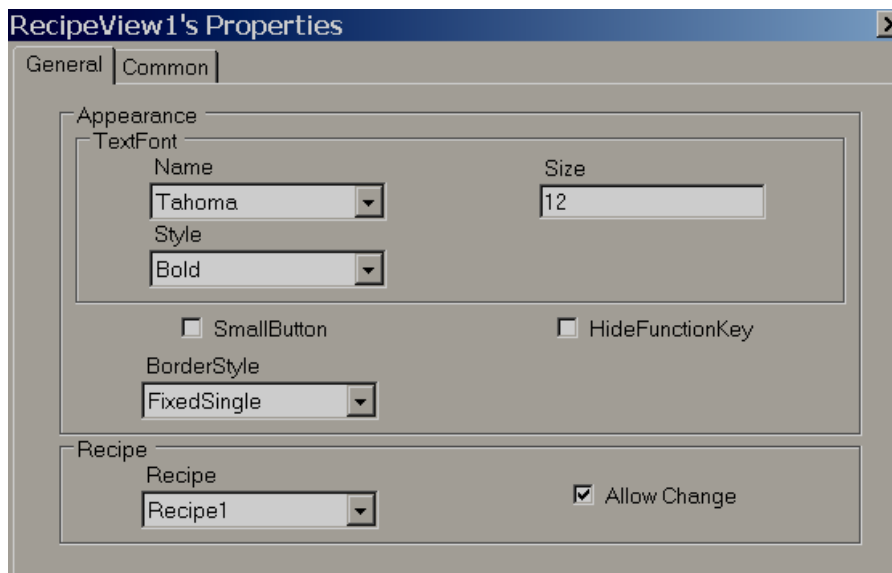 RecipeView1's Properties
General Common
Appearance
TextFont
Name Size
Tahoma 12
Style
Bold
SmallButton HideFunctionKey
BorderStyle
FixedSingle
Recipe
Recipe
Recipe1 Allow Change